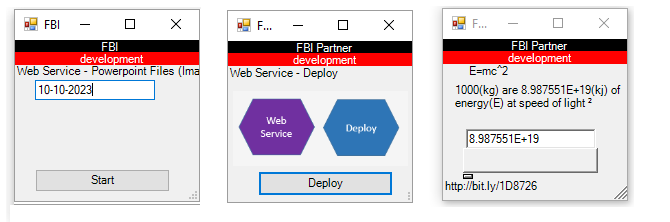 FBI
FBI
development
Web Service - Powerpoint Files (Ima
10-10-2023
Start
F...
FBI Partner
development
Web Service - Deploy
Web
Service
Deploy
Deploy
F...
FBI Partner
development
E=mc^2
1000(kg) are 8.987551E+19(kj) of
energy(E) at speed of light ²
8.987551E+19
http://bit.ly/1D8726